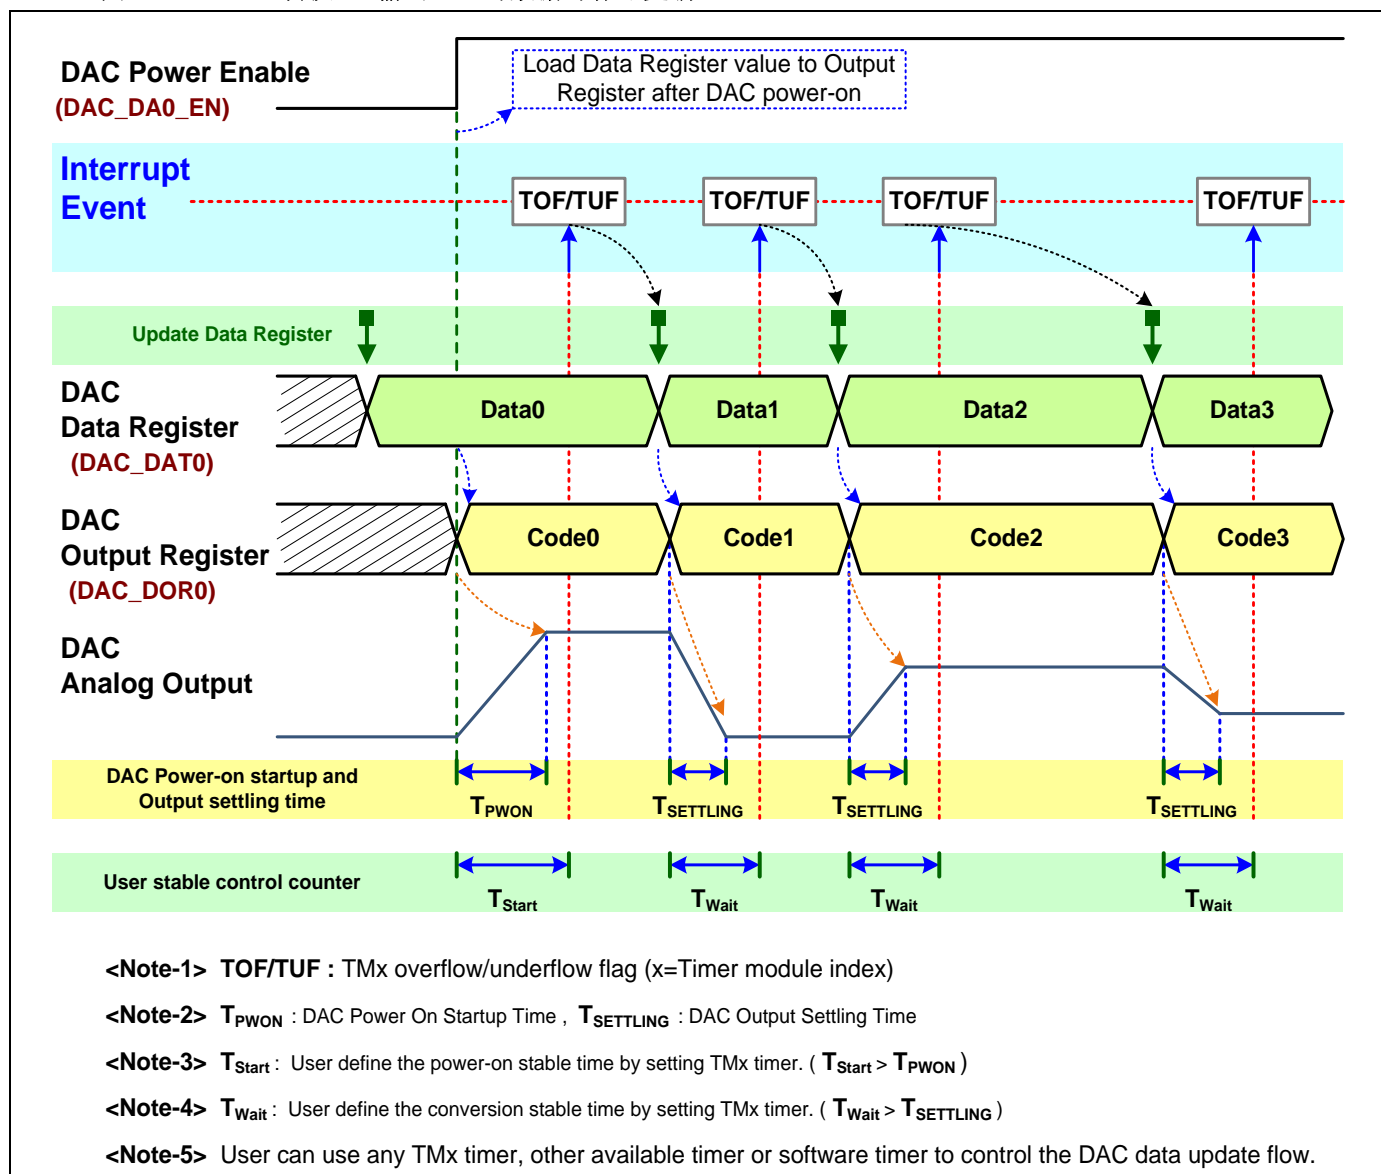 DAC Power Enable
(DAC_DA0_EN)
Load Data Register value to Output
Register after DAC power-on
Interrupt
Event
TOF/TUF TOF/TUF TOF/TUF TOF/TUF
Update Data Register
DAC
Data Register
(DAC_DAT0)
Data0 Data1 Data2 Data3
DAC
Output Register
(DAC_DOR0)
Code0 Code1 Code2 Code3
DAC
Analog Output
DAC Power-on startup and
Output settling time
TPWON TSETTLING TSETTLING TSETTLING
User stable control counter
TStart TWait TWait TWait
<Note-1> TOF/TUF : TMx overflow/underflow flag (x=Timer module index)
<Note-2> TPWON : DAC Power On Startup Time , TSETTLING : DAC Output Settling Time
<Note-3> TStart : User define the power-on stable time by setting TMx timer. ( TStart > TPWON )
<Note-4> TWait : User define the conversion stable time by setting TMx timer. ( TWait > TSETTLING )
<Note-5> User can use any TMx timer, other available timer or software timer to control the DAC data update flow.